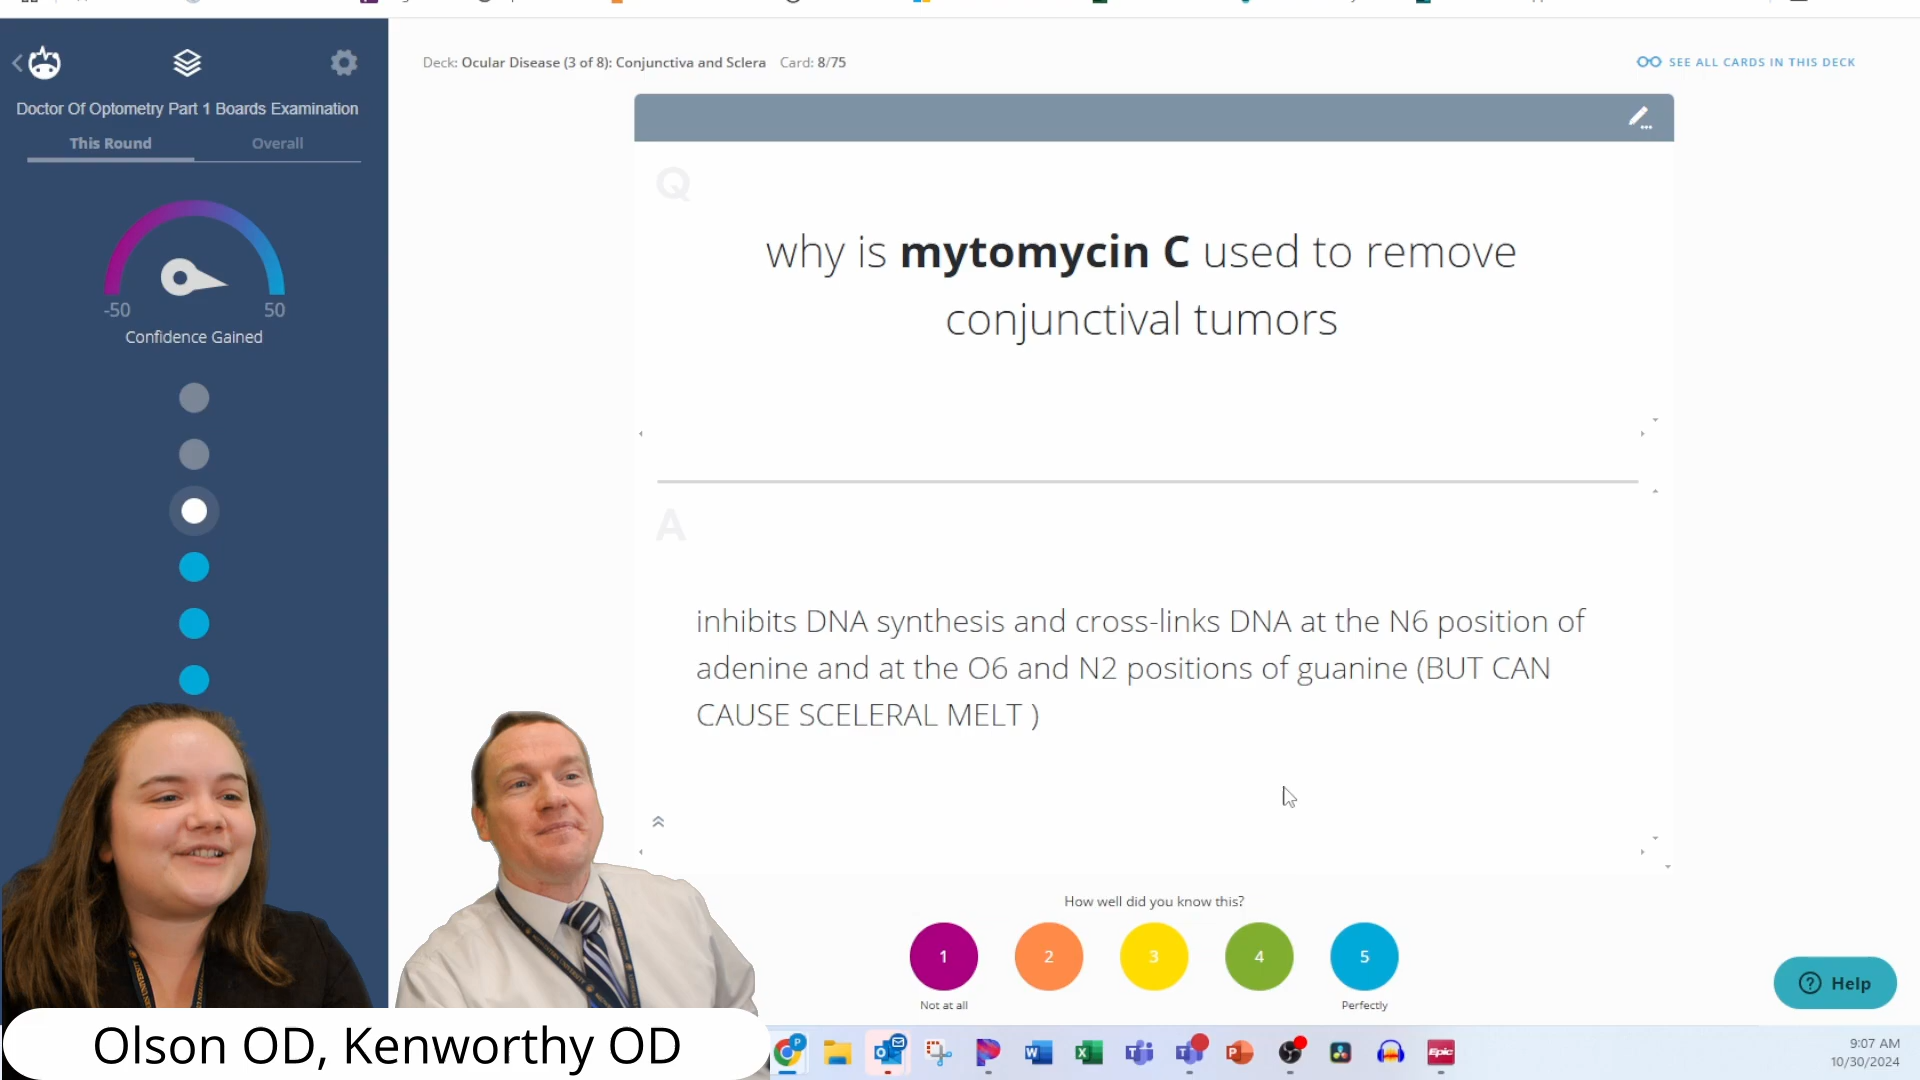 Deck: Ocular Disease (3 of 8): Conjunctiva and Sclera Card: 8/75
SEE ALL CARDS IN THIS DECK
Doctor Of Optometry Part 1 Boards Examination
This Round Overall
-50 50
Confidence Gained
Q
why is mytomycin C used to remove
conjunctival tumors
A
inhibits DNA synthesis and cross-links DNA at the N6 position of
adenine and at the O6 and N2 positions of guanine (BUT CAN
CAUSE SCELERAL MELT )
How well did you know this?
1 2 3 4 5
Not at all Perfectly
Help
Olson OD, Kenworthy OD
Epic
9:07 AM
10/30/2024